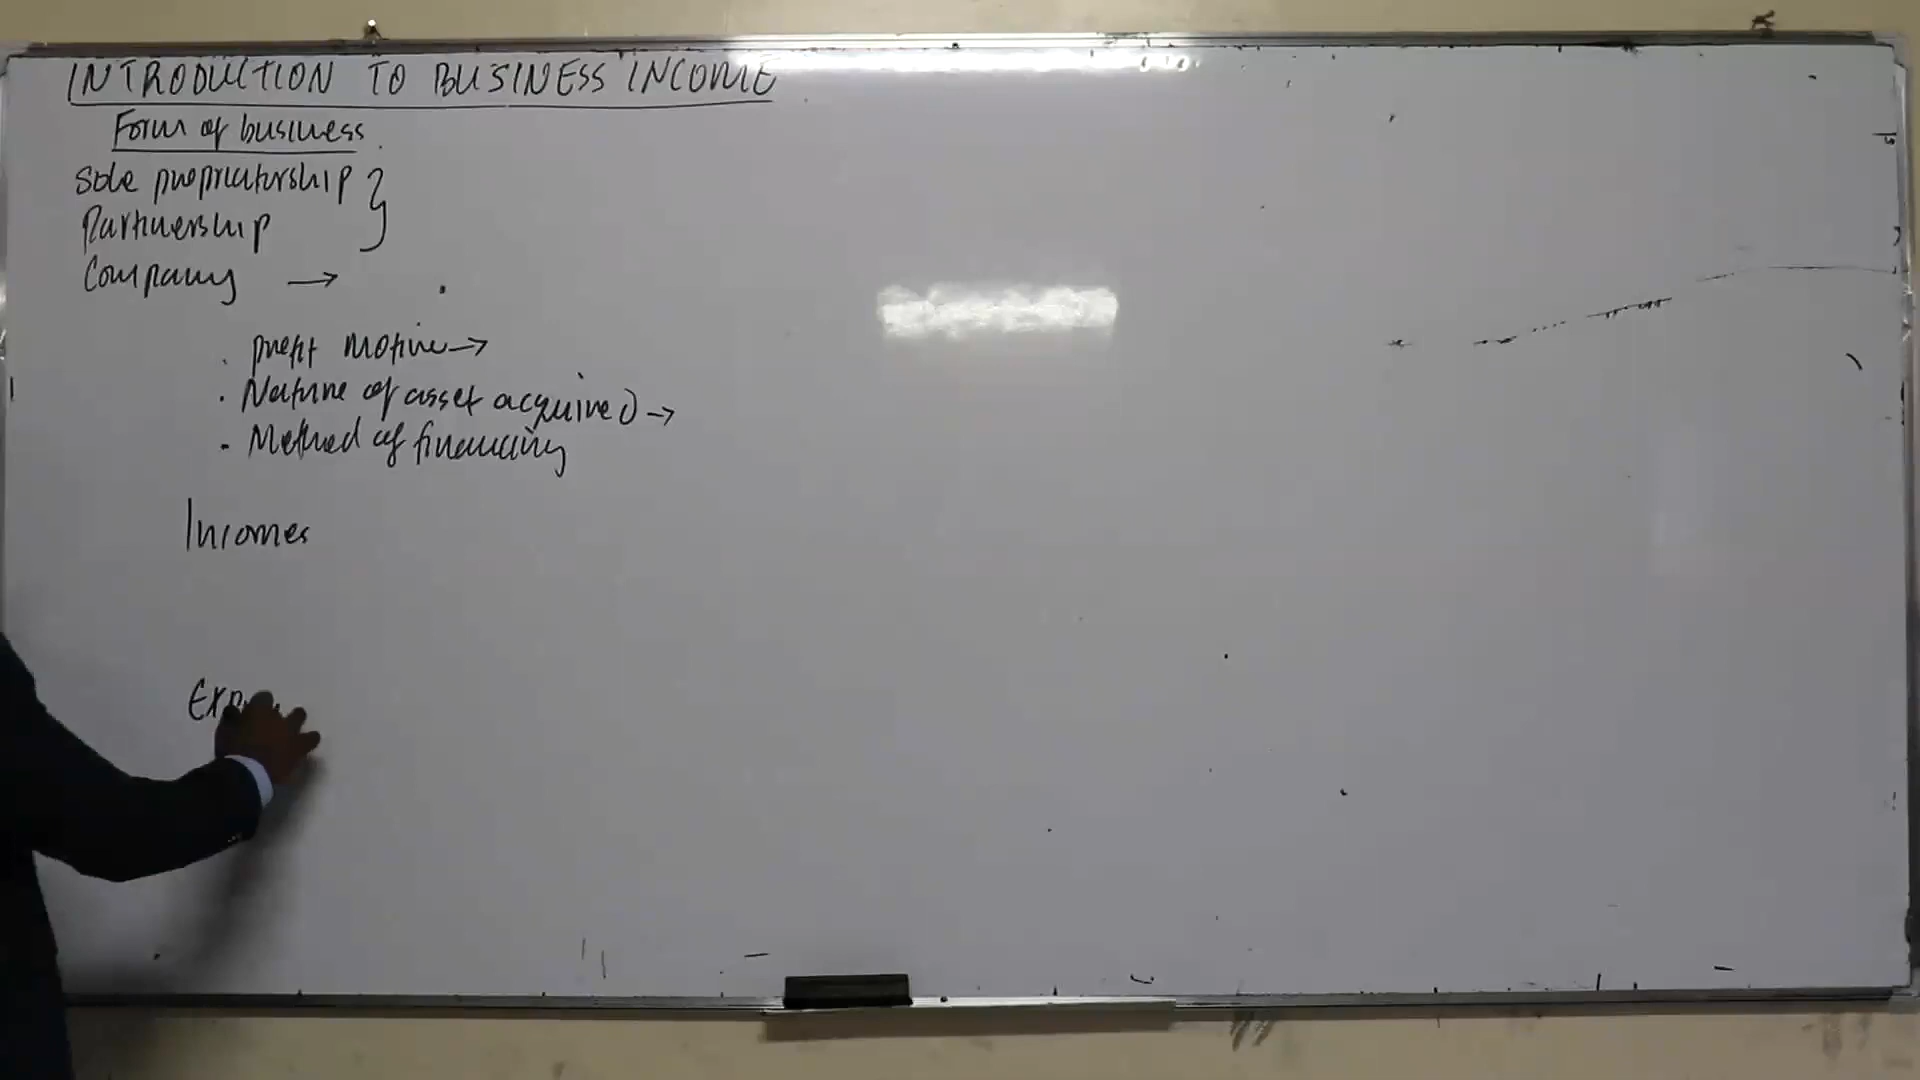 INTRODUCTION TO BUSINESS INCOME
Form of business
Sole proprietorship }
Partnership
Company →
. profit motive →
. Nature of asset acquired →
- Method of financing
Incomes
Exp